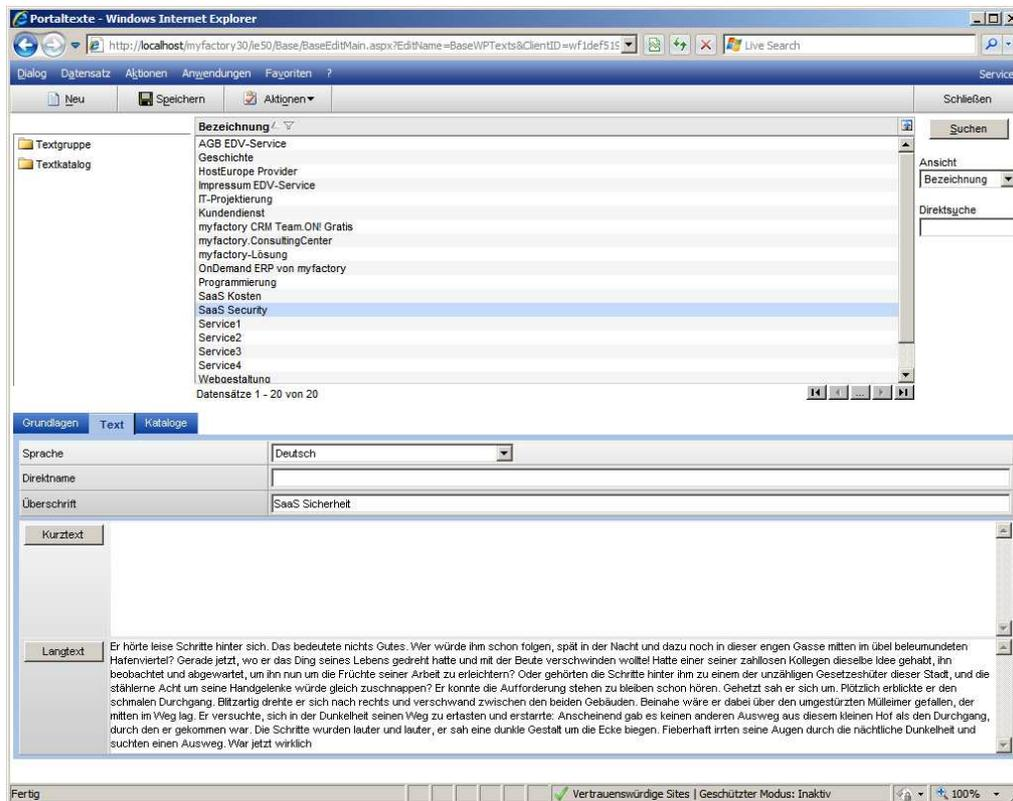 Portaltexte - Windows Internet Explorer
http://localhost/myfactory30/ie50/Base/BaseEditMain.aspx?EditName=BaseWPTexts&ClientID=wf1def519
Live Search
Dialog Datensatz Aktionen Anwendungen Favoriten ? Service
Neu Speichern Aktionen Schließen
Textgruppe
Textkatalog
Bezeichnung
AGB EDV-Service
Geschichte
HostEurope Provider
Impressum EDV-Service
IT-Projektierung
Kundendienst
myfactory CRM Team.ON! Gratis
myfactory.ConsultingCenter
myfactory-Lösung
OnDemand ERP von myfactory
Programmierung
SaaS Kosten
SaaS Security
Service1
Service2
Service3
Service4
Webgestaltung
Datensätze 1 - 20 von 20
...
Suchen
Ansicht
Bezeichnung
Direktsuche
Grundlagen Text Kataloge
Sprache Deutsch
Direktname
Überschrift SaaS Sicherheit
Kurztext
Langtext
Er hörte leise Schritte hinter sich. Das bedeutete nichts Gutes. Wer würde ihm schon folgen, spät in der Nacht und dazu noch in dieser engen Gasse mitten im übel beleumundeten
Hafenviertel? Gerade jetzt, wo er das Ding seines Lebens gedreht hatte und mit der Beute verschwinden wollte! Hatte einer seiner zahllosen Kollegen dieselbe Idee gehabt, ihn
beobachtet und abgewartet, um ihn nun um die Früchte seiner Arbeit zu erleichtern? Oder gehörten die Schritte hinter ihm zu einem der unzähligen Gesetzeshüter dieser Stadt, und die
stählerne Acht um seine Handgelenke würde gleich zuschnappen? Er konnte die Aufforderung stehen zu bleiben schon hören. Gehetzt sah er sich um. Plötzlich erblickte er den
schmalen Durchgang. Blitzartig drehte er sich nach rechts und verschwand zwischen den beiden Gebäuden. Beinahe wäre er dabei über den umgestürzten Mülleimer gefallen, der
mitten im Weg lag. Er versuchte, sich in der Dunkelheit seinen Weg zu ertasten und erstarrte: Anscheinend gab es keinen anderen Ausweg aus diesem kleinen Hof als den Durchgang,
durch den er gekommen war. Die Schritte wurden lauter und lauter, er sah eine dunkle Gestalt um die Ecke biegen. Fieberhaft irrten seine Augen durch die nächtliche Dunkelheit und
suchten einen Ausweg. War jetzt wirklich
Fertig Vertrauenswürdige Sites | Geschützter Modus: Inaktiv 100%